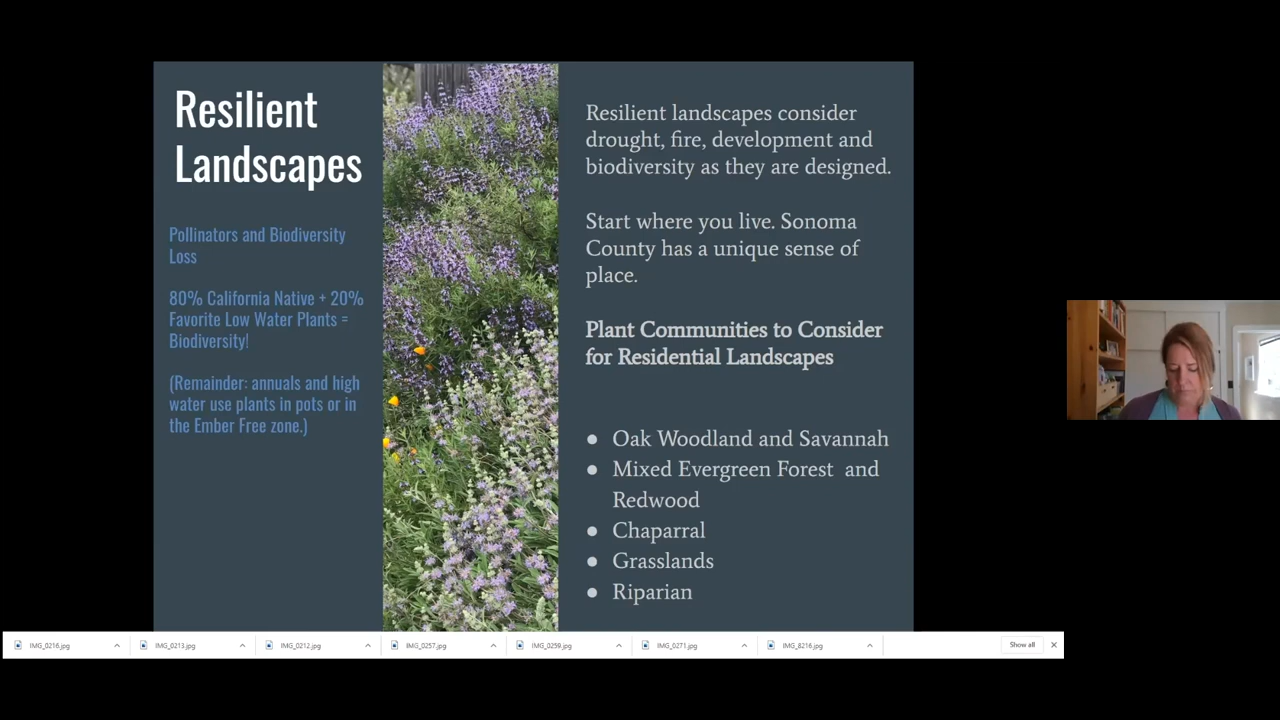 Resilient
Landscapes
Pollinators and Biodiversity
Loss
80% California Native + 20%
Favorite Low Water Plants =
Biodiversity!
(Remainder: annuals and high
water use plants in pots or in
the Ember Free zone.)
Resilient landscapes consider
drought, fire, development and
biodiversity as they are designed.
Start where you live. Sonoma
County has a unique sense of
place.
Plant Communities to Consider
for Residential Landscapes
● Oak Woodland and Savannah
● Mixed Evergreen Forest and
Redwood
● Chaparral
● Grasslands
● Riparian
IMG_0216.jpg IMG_0213.jpg IMG_0212.jpg IMG_0257.jpg IMG_0259.jpg IMG_0271.jpg IMG_8216.jpg Show all